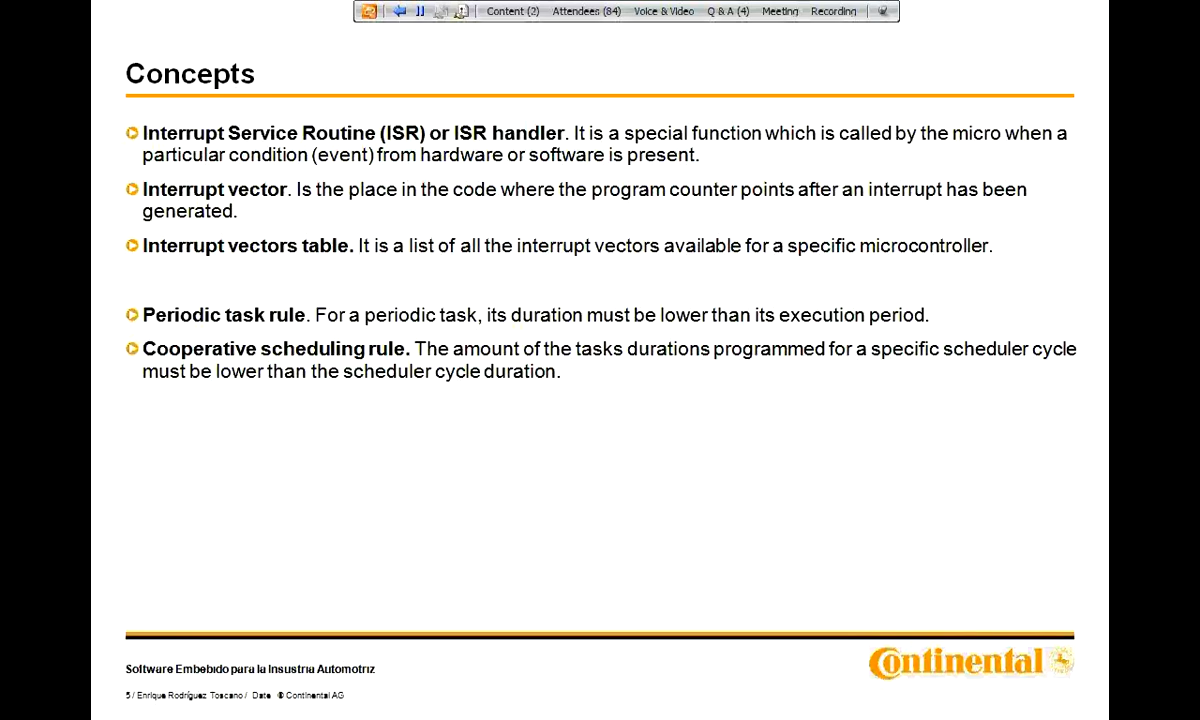 Content (2) Attendees (84) Voice & Video Q & A (4) Meeting Recording
Concepts
Interrupt Service Routine (ISR) or ISR handler. It is a special function which is called by the micro when a
particular condition (event) from hardware or software is present.
Interrupt vector. Is the place in the code where the program counter points after an interrupt has been
generated.
Interrupt vectors table. It is a list of all the interrupt vectors available for a specific microcontroller.
Periodic task rule. For a periodic task, its duration must be lower than its execution period.
Cooperative scheduling rule. The amount of the tasks durations programmed for a specific scheduler cycle
must be lower than the scheduler cycle duration.
Software Embebido para la Insustria Automotriz
5 / Enrique Rodríguez Toscano / Date © Continental AG
Continental